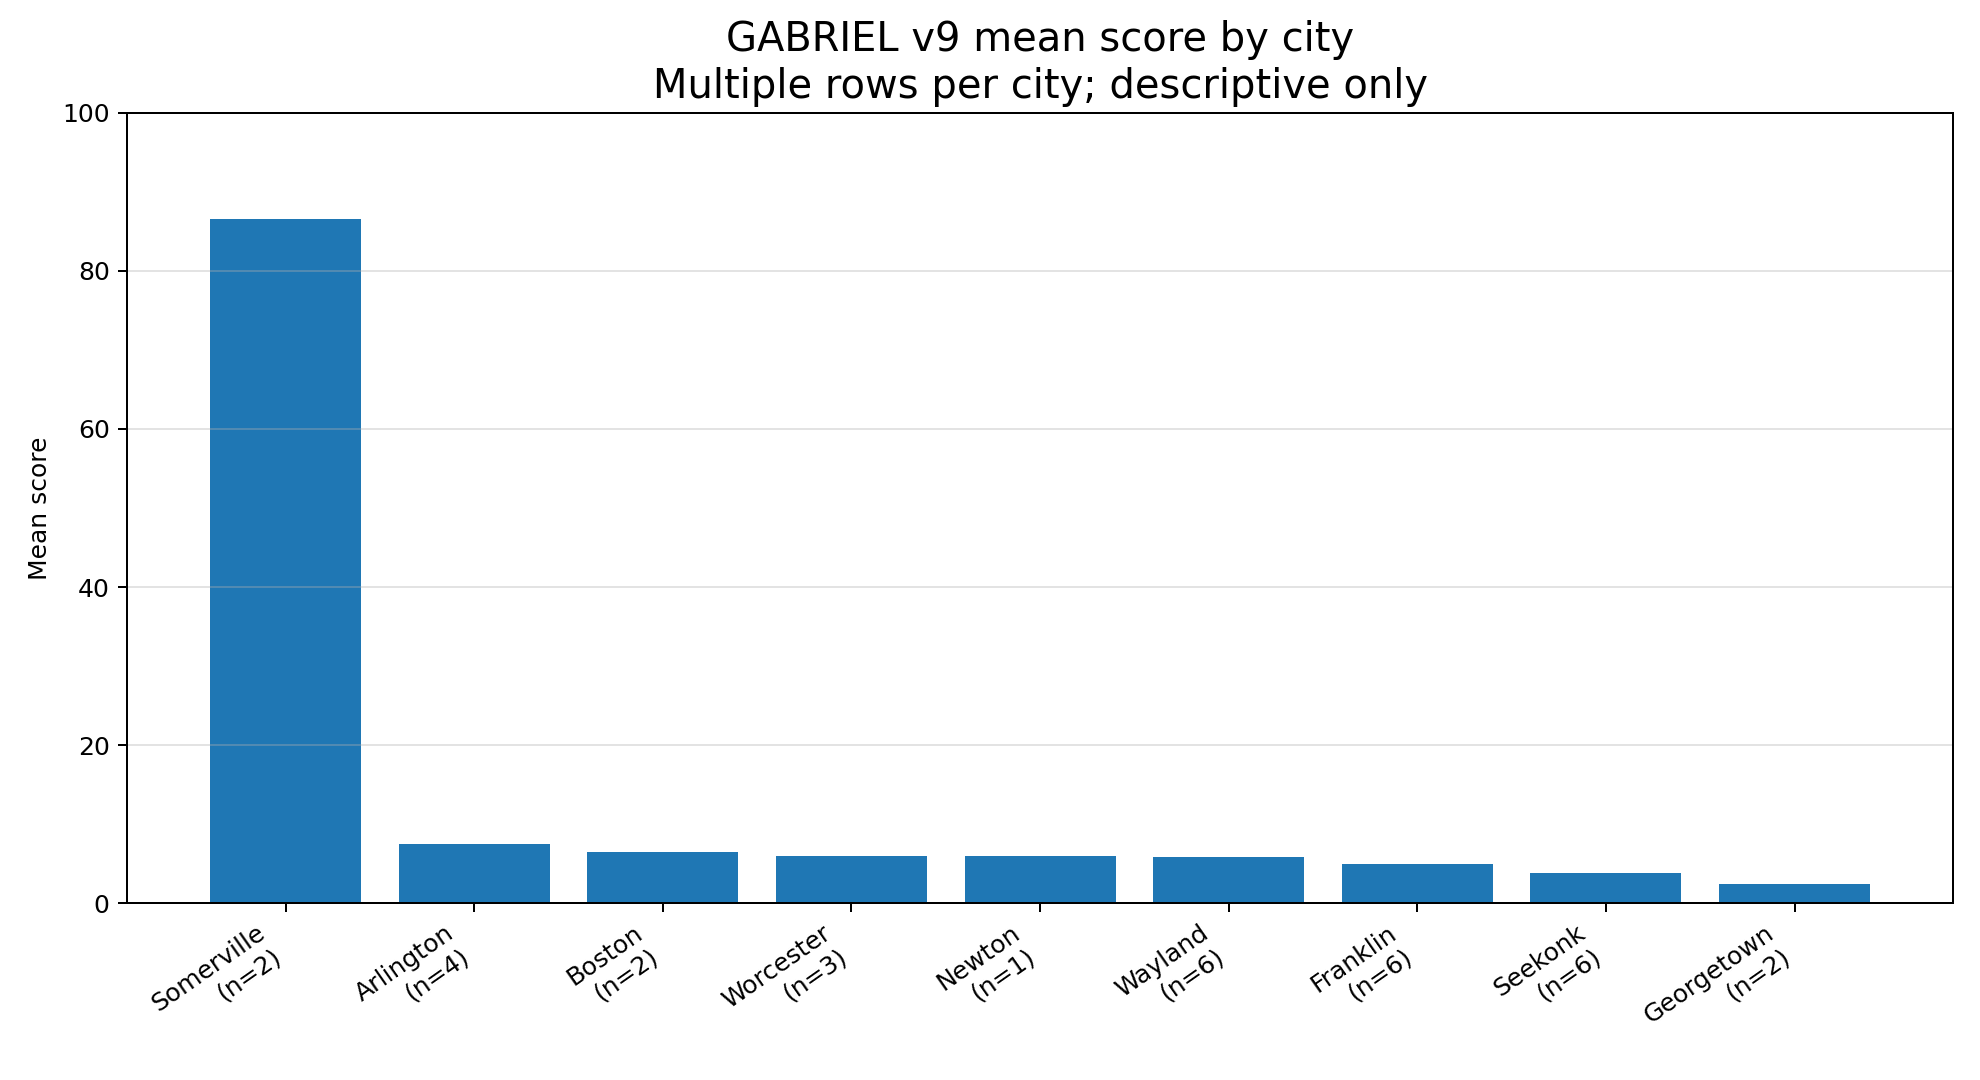 GABRIEL v9 mean score by city
Multiple rows per city; descriptive only
Mean score
100
80
60
40
20
0
Somerville
(n=2)
Arlington
(n=4)
Boston
(n=2)
Worcester
(n=3)
Newton
(n=1)
Wayland
(n=6)
Franklin
(n=6)
Seekonk
(n=6)
Georgetown
(n=2)